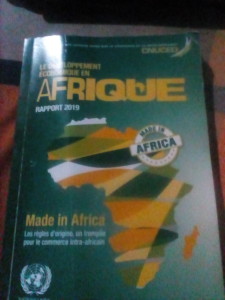 CNUCED
LE DÉVELOPPEMENT
ÉCONOMIQUE EN
AFRIQUE
RAPPORT 2019
MADE IN
AFRICA
Made in Africa
Les règles d'origine, un tremplin
pour le commerce intra-africain